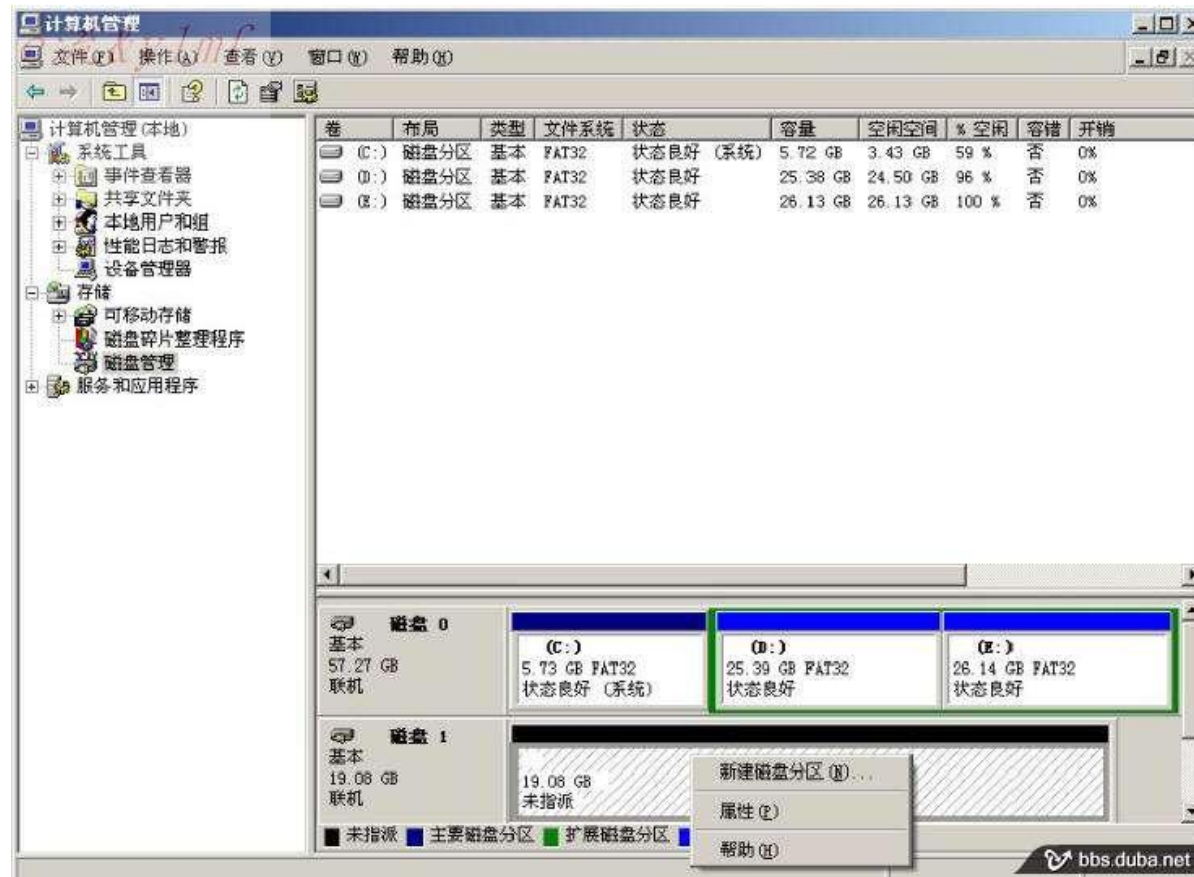 计算机管理
文件(F) 操作(A) 查看(V) 窗口(W) 帮助(H)
计算机管理(本地)
系统工具
事件查看器
共享文件夹
本地用户和组
性能日志和警报
设备管理器
存储
可移动存储
磁盘碎片整理程序
磁盘管理
服务和应用程序
卷 布局 类型 文件系统 状态 容量 空闲空间 % 空闲 容错 开销
(C:) 磁盘分区 基本 FAT32 状态良好 (系统) 5.72 GB 3.43 GB 59 % 否 0%
(D:) 磁盘分区 基本 FAT32 状态良好 25.38 GB 24.50 GB 96 % 否 0%
(E:) 磁盘分区 基本 FAT32 状态良好 26.13 GB 26.13 GB 100 % 否 0%
磁盘 0
基本
57.27 GB
联机
(C:)
5.73 GB FAT32
状态良好 (系统)
(D:)
25.39 GB FAT32
状态良好
(E:)
26.14 GB FAT32
状态良好
磁盘 1
基本
19.08 GB
联机
19.08 GB
未指派
新建磁盘分区(N)...
属性(P)
帮助(H)
未指派 主要磁盘分区 扩展磁盘分区
bbs.duba.net